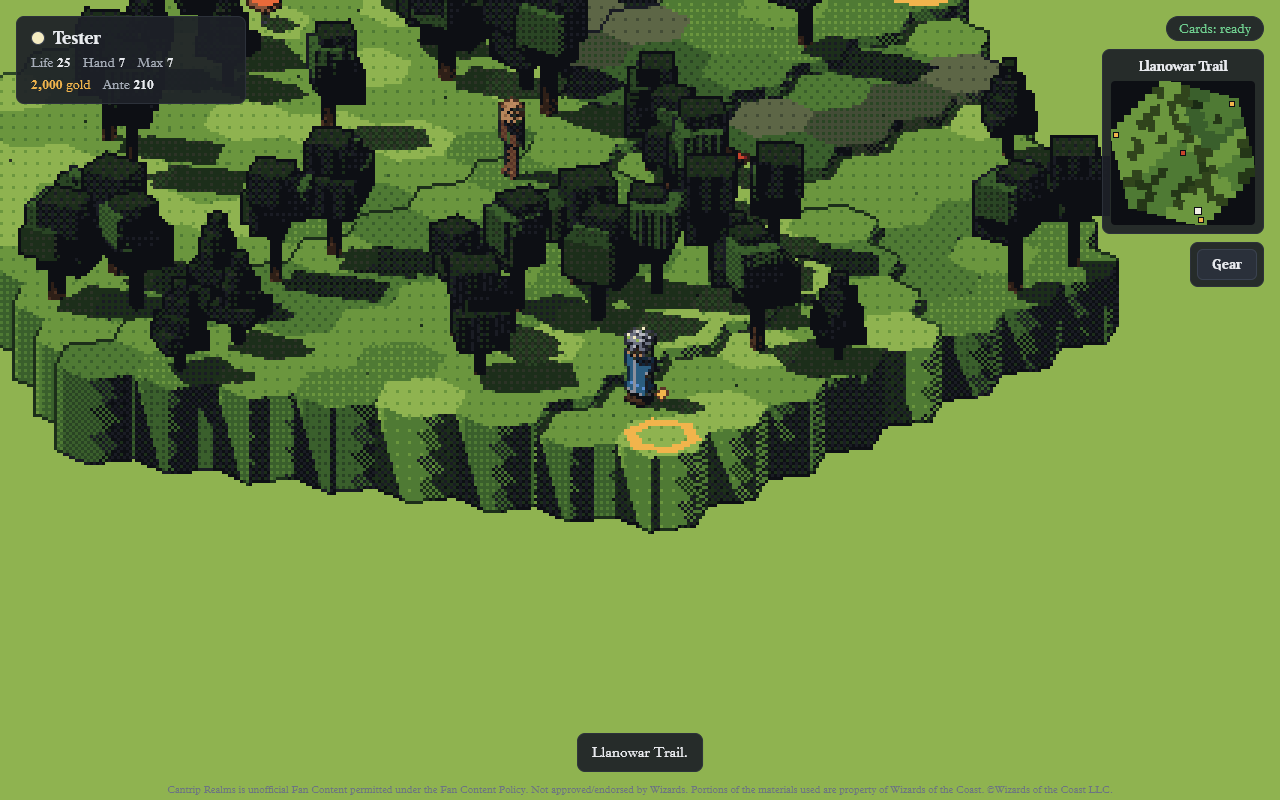 Tester
Life 25 Hand 7 Max 7
2,000 gold Ante 210
Cards: ready
Llanowar Trail
Gear
Llanowar Trail.
Cantrip Realms is unofficial Fan Content permitted under the Fan Content Policy. Not approved/endorsed by Wizards. Portions of the materials used are property of Wizards of the Coast. ©Wizards of the Coast LLC.